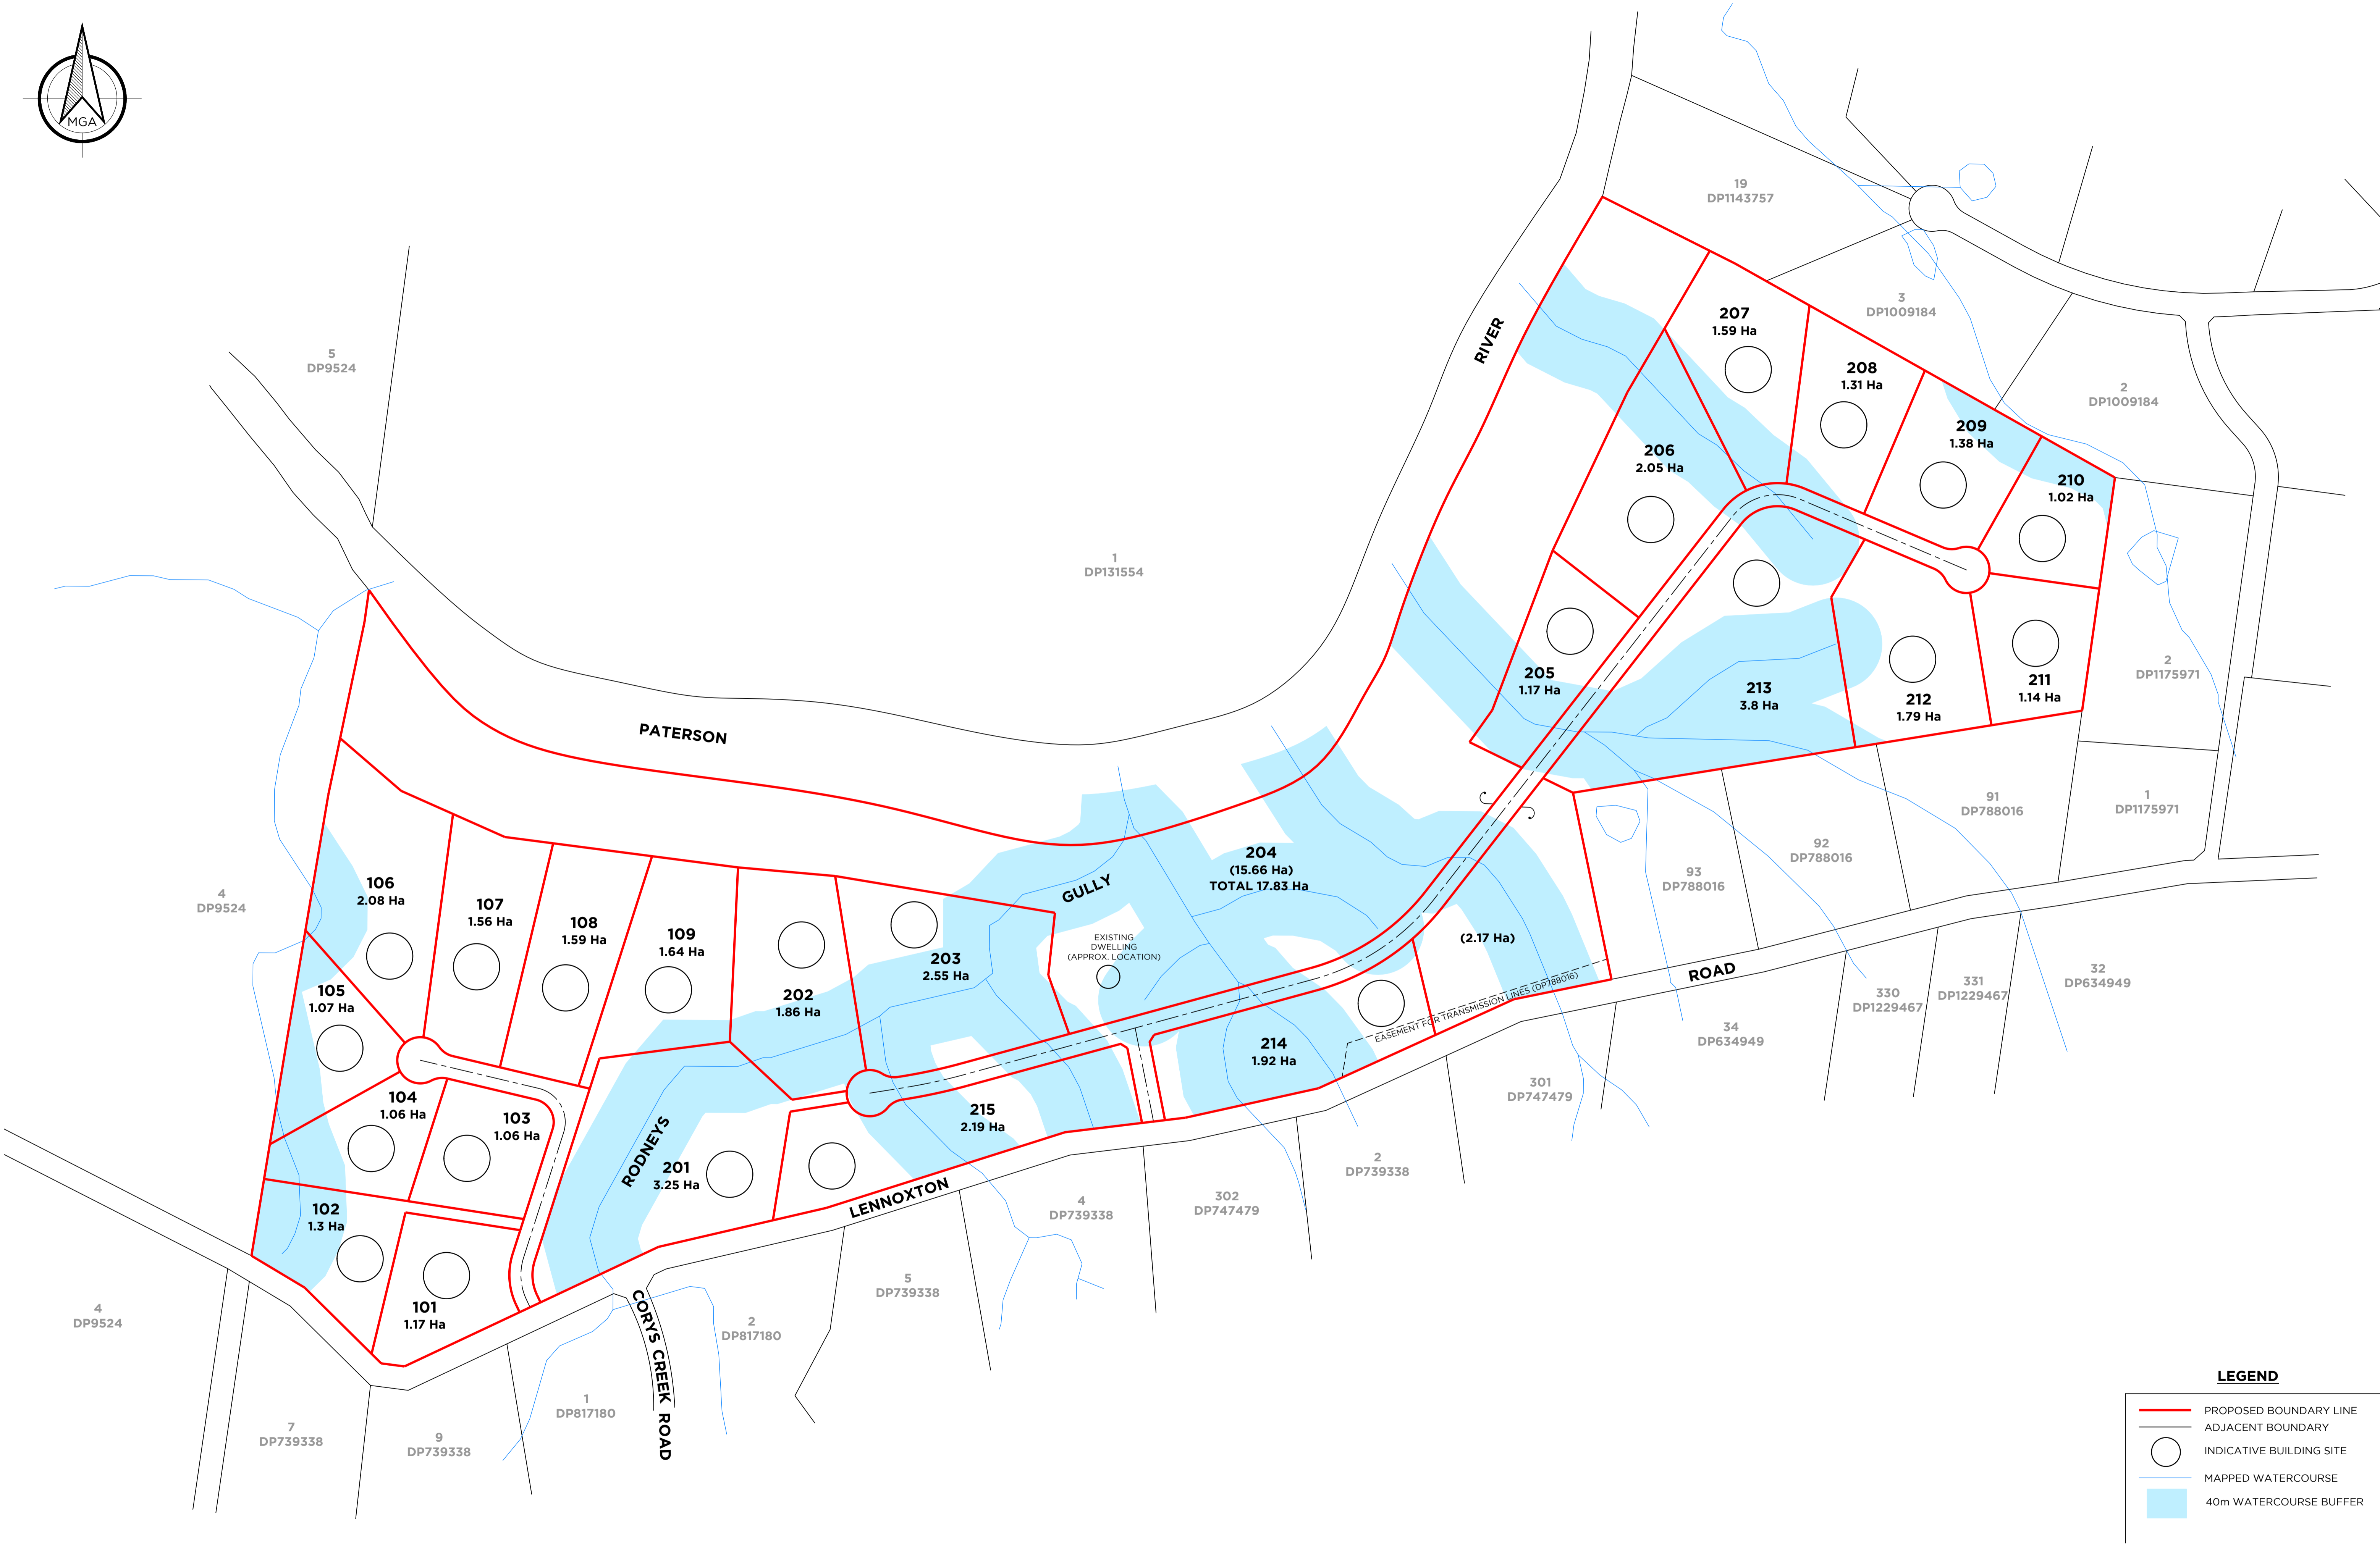 MGA
19
DP1143757
5
DP9524
3
DP1009184
2
DP1009184
207
1.59 Ha
208
1.31 Ha
209
1.38 Ha
210
1.02 Ha
206
2.05 Ha
RIVER
1
DP131554
205
1.17 Ha
213
3.8 Ha
212
1.79 Ha
211
1.14 Ha
2
DP1175971
PATERSON
1
DP1175971
91
DP788016
92
DP788016
93
DP788016
4
DP9524
106
2.08 Ha
107
1.56 Ha
108
1.59 Ha
109
1.64 Ha
204
(15.66 Ha)
TOTAL 17.83 Ha
GULLY
EXISTING
DWELLING
(APPROX. LOCATION)
(2.17 Ha)
203
2.55 Ha
202
1.86 Ha
105
1.07 Ha
EASEMENT FOR TRANSMISSION LINES (DP788016)
ROAD
32
DP634949
331
DP1229467
330
DP1229467
34
DP634949
214
1.92 Ha
104
1.06 Ha
103
1.06 Ha
215
2.19 Ha
301
DP747479
RODNEYS
201
3.25 Ha
2
DP739338
LENNOXTON
4
DP739338
302
DP747479
102
1.3 Ha
101
1.17 Ha
5
DP739338
4
DP9524
2
DP817180
CORYS CREEK ROAD
1
DP817180
7
DP739338
9
DP739338
LEGEND
PROPOSED BOUNDARY LINE
ADJACENT BOUNDARY
INDICATIVE BUILDING SITE
MAPPED WATERCOURSE
40m WATERCOURSE BUFFER